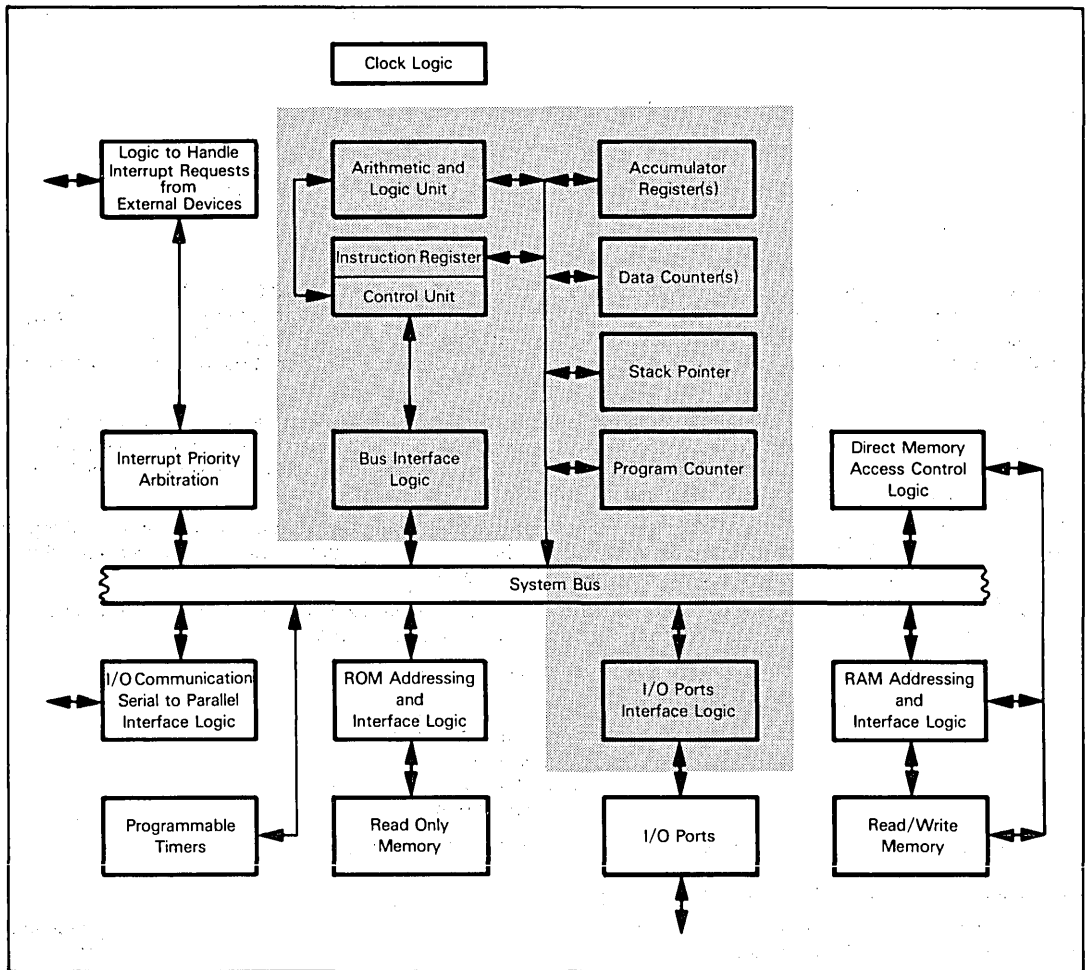 Clock Logic
Logic to Handle
Interrupt Requests
from
External Devices
Arithmetic and
Logic Unit
Accumulator
Register(s)
Instruction Register
Control Unit
Data Counter(s)
Stack Pointer
Interrupt Priority
Arbitration
Bus Interface
Logic
Program Counter
Direct Memory
Access Control
Logic
System Bus
I/O Communication
Serial to Parallel
Interface Logic
ROM Addressing
and
Interface Logic
I/O Ports
Interface Logic
RAM Addressing
and
Interface Logic
Programmable
Timers
Read Only
Memory
I/O Ports
Read/Write
Memory